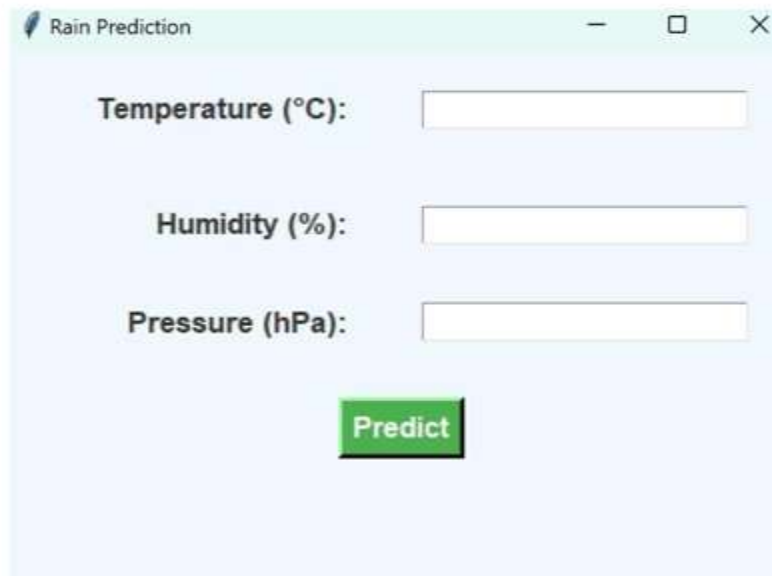 Rain Prediction
Temperature (°C):
Humidity (%):
Pressure (hPa):
Predict